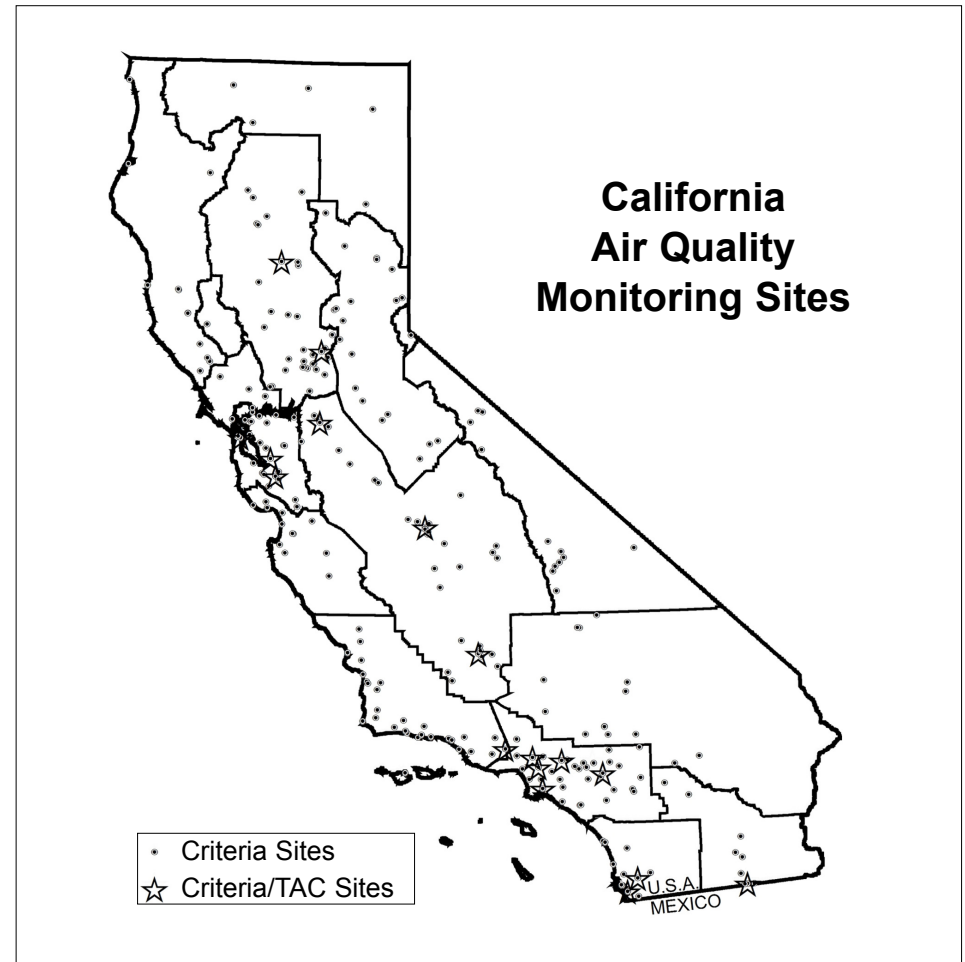 California
Air Quality
Monitoring Sites
Criteria Sites
Criteria/TAC Sites
U.S.A.
MEXICO